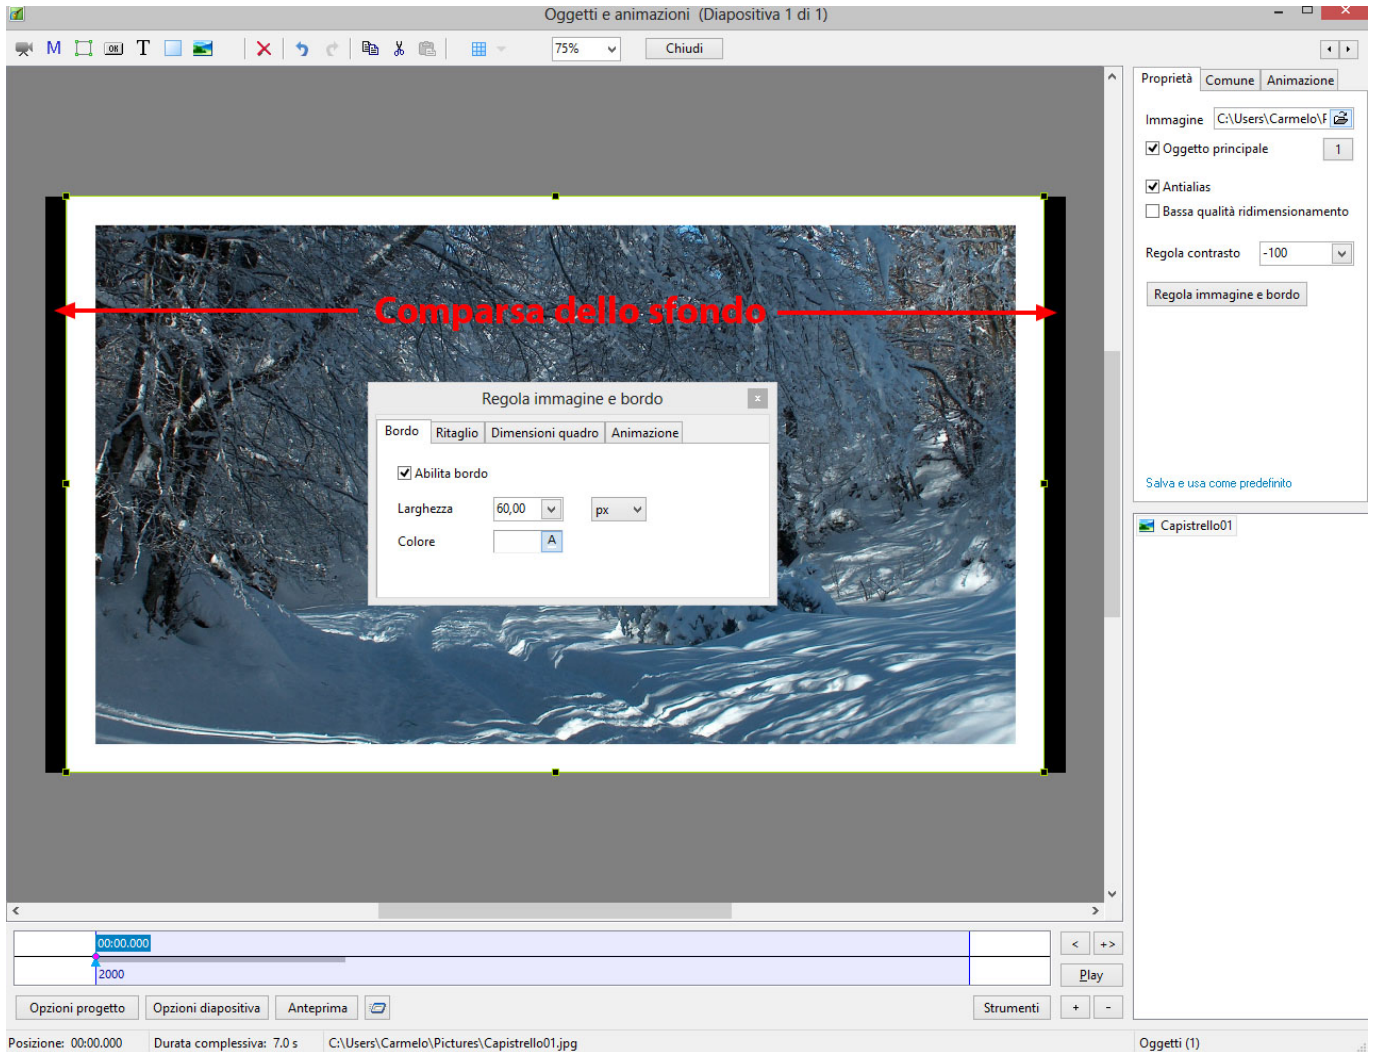 Oggetti e animazioni (Diapositiva 1 di 1)
M OK T 75% Chiudi
Proprietà Comune Animazione
Immagine C:\Users\Carmelo\F
Oggetto principale 1
Antialias
Bassa qualità ridimensionamento
Regola contrasto -100
Regola immagine e bordo
Salva e usa come predefinito
Capistrello01
Comparsa dello sfondo
Regola immagine e bordo x
Bordo Ritaglio Dimensioni quadro Animazione
Abilita bordo
Larghezza 60,00 px
Colore A
00:00.000
2000
< +>
Play
Opzioni progetto Opzioni diapositiva Anteprima Strumenti + -
Posizione: 00:00.000 Durata complessiva: 7.0 s C:\Users\Carmelo\Pictures\Capistrello01.jpg Oggetti (1)